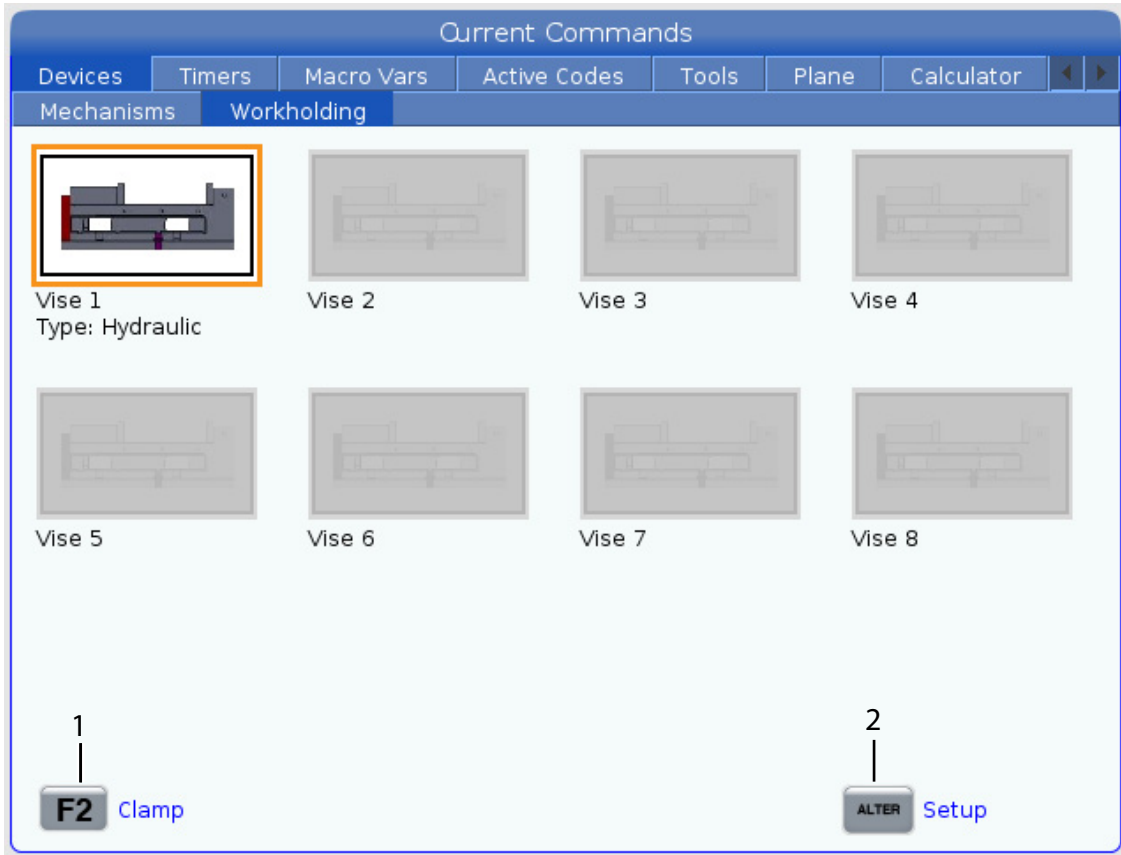 Current Commands
Devices Timers Macro Vars Active Codes Tools Plane Calculator
Mechanisms Workholding
Vise 1 Vise 2 Vise 3 Vise 4
Type: Hydraulic
Vise 5 Vise 6 Vise 7 Vise 8
1 2
F2 Clamp ALTER Setup